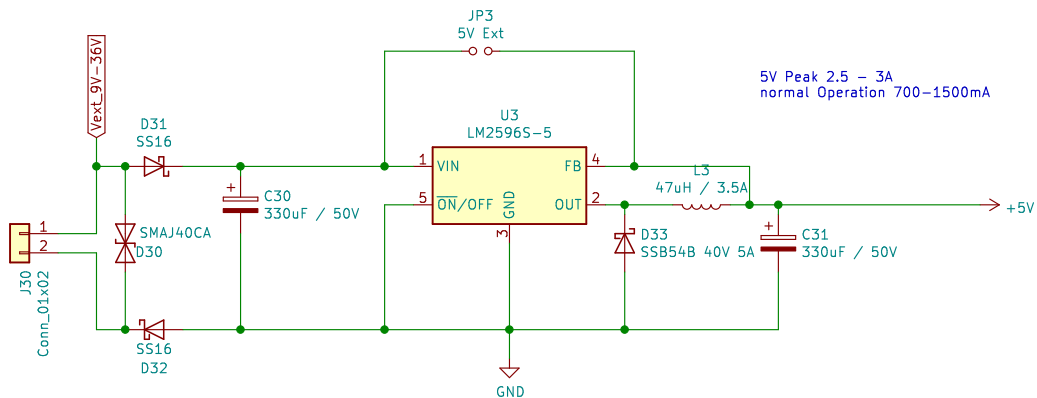 JP3
5V Ext
Vext_9V-36V
5V Peak 2.5 - 3A
normal Operation 700-1500mA
D31
SS16
U3
LM2596S-5
1
VIN
FB
4
L3
47uH / 3.5A
C30
330uF / 50V
5
ON/OFF
GND
OUT
2
+5V
3
1
2
J30
Conn_01x02
SMAJ40CA
D30
D33
SSB54B 40V 5A
C31
330uF / 50V
+
+
SS16
D32
GND